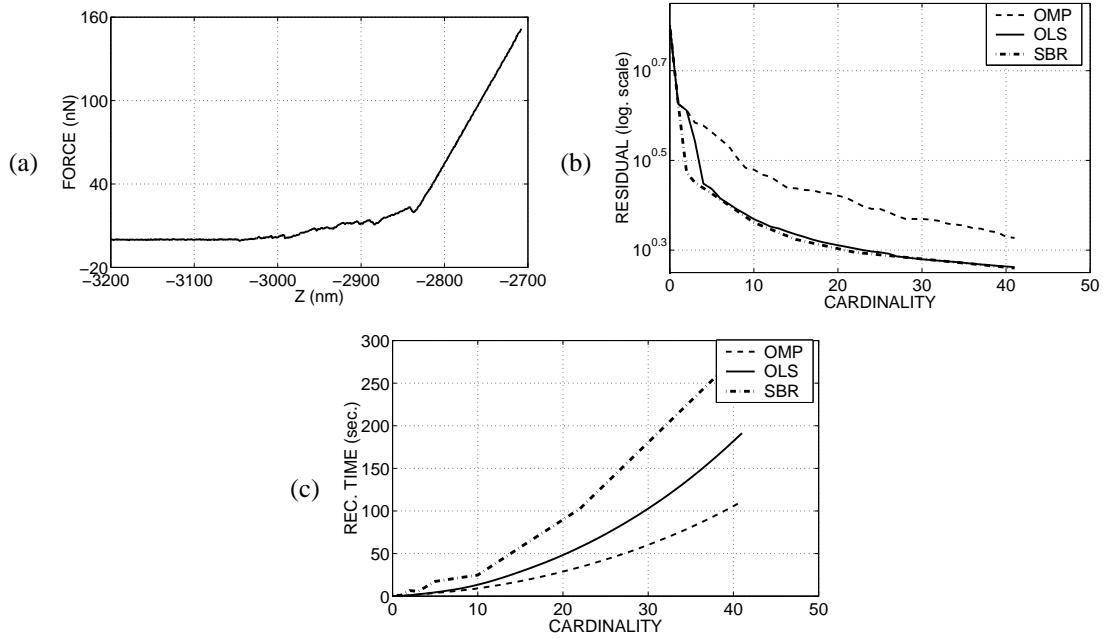 (a)
FORCE (nN)
160
100
40
−20
−3200 −3100 −3000 −2900 −2800 −2700
Z (nm)
(b)
RESIDUAL (log. scale)
10^0.7
10^0.5
10^0.3
0 10 20 30 40 50
CARDINALITY
OMP
OLS
SBR
(c)
REC. TIME (sec.)
300
250
200
150
100
50
0
0 10 20 30 40 50
CARDINALITY
OMP
OLS
SBR